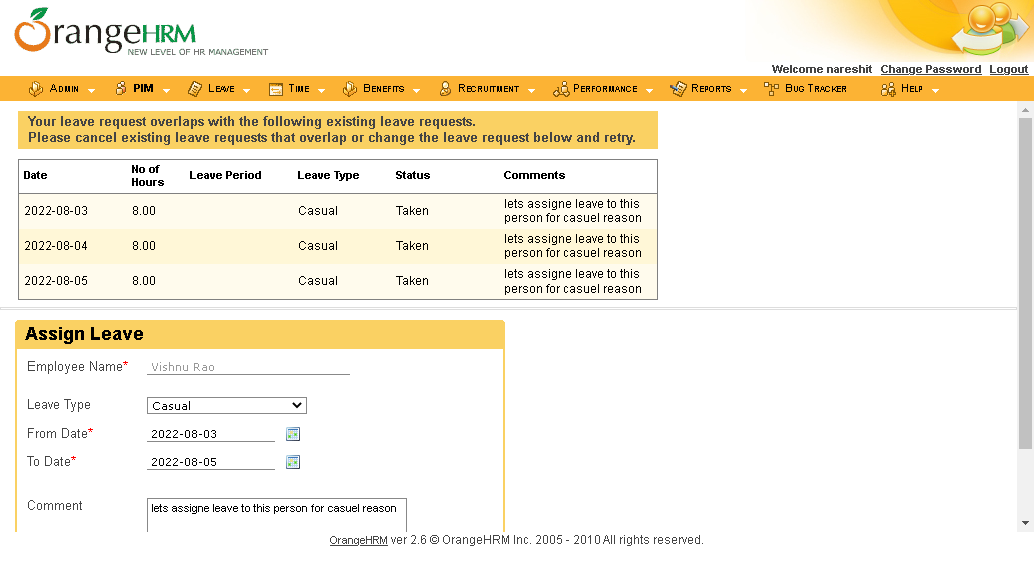 OrangeHRM
NEW LEVEL OF HR MANAGEMENT
Welcome nareshit Change Password Logout
Admin PIM Leave Time Benefits Recruitment Performance Reports Bug Tracker Help
Your leave request overlaps with the following existing leave requests.
Please cancel existing leave requests that overlap or change the leave request below and retry.
Date No of Hours Leave Period Leave Type Status Comments
2022-08-03 8.00 Casual Taken lets assigne leave to this person for casuel reason
2022-08-04 8.00 Casual Taken lets assigne leave to this person for casuel reason
2022-08-05 8.00 Casual Taken lets assigne leave to this person for casuel reason
Assign Leave
Employee Name* Vishnu Rao
Leave Type Casual
From Date* 2022-08-03
To Date* 2022-08-05
Comment lets assigne leave to this person for casuel reason
OrangeHRM ver 2.6 © OrangeHRM Inc. 2005 - 2010 All rights reserved.